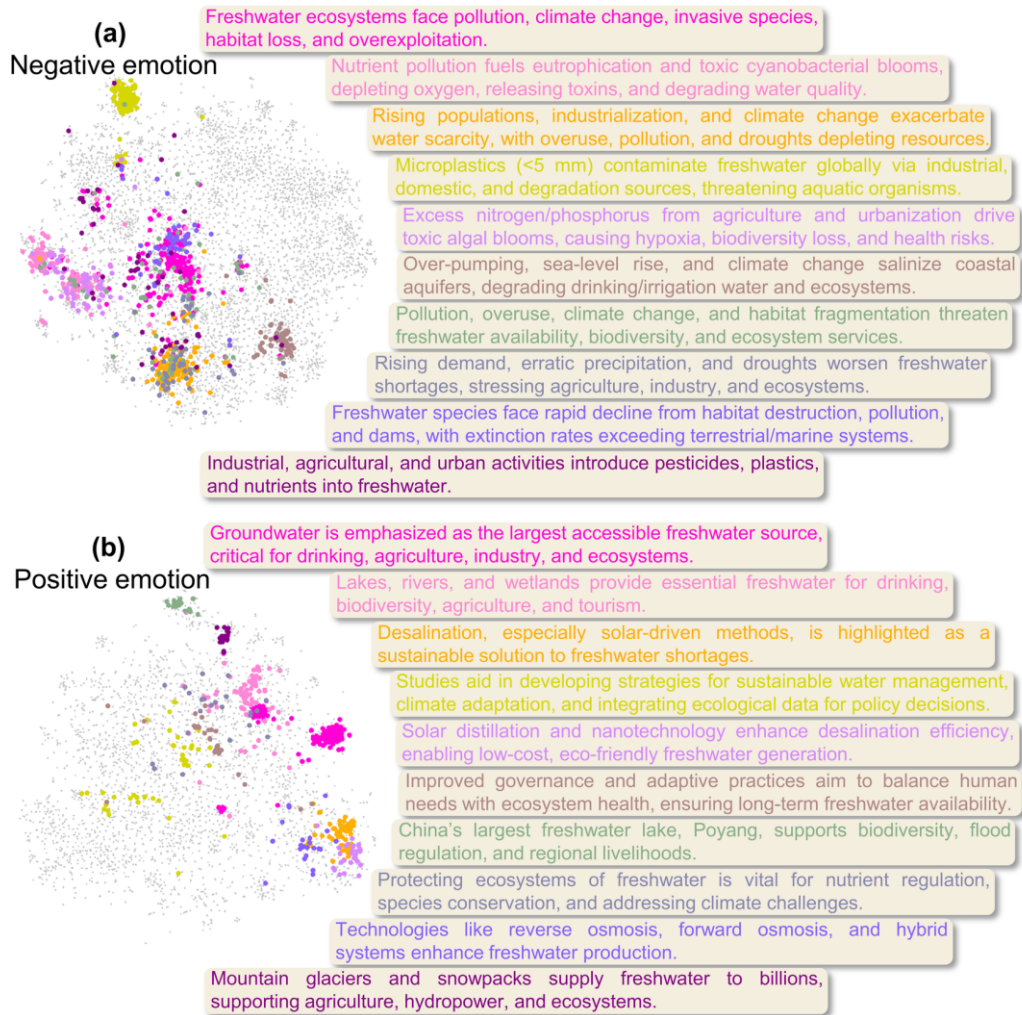 Freshwater ecosystems face pollution, climate change, invasive species,
habitat loss, and overexploitation.
(a)
Negative emotion
Nutrient pollution fuels eutrophication and toxic cyanobacterial blooms,
depleting oxygen, releasing toxins, and degrading water quality.
Rising populations, industrialization, and climate change exacerbate
water scarcity, with overuse, pollution, and droughts depleting resources.
Microplastics (<5 mm) contaminate freshwater globally via industrial,
domestic, and degradation sources, threatening aquatic organisms.
Excess nitrogen/phosphorus from agriculture and urbanization drive
toxic algal blooms, causing hypoxia, biodiversity loss, and health risks.
Over-pumping, sea-level rise, and climate change salinize coastal
aquifers, degrading drinking/irrigation water and ecosystems.
Pollution, overuse, climate change, and habitat fragmentation threaten
freshwater availability, biodiversity, and ecosystem services.
Rising demand, erratic precipitation, and droughts worsen freshwater
shortages, stressing agriculture, industry, and ecosystems.
Freshwater species face rapid decline from habitat destruction, pollution,
and dams, with extinction rates exceeding terrestrial/marine systems.
Industrial, agricultural, and urban activities introduce pesticides, plastics,
and nutrients into freshwater.
Groundwater is emphasized as the largest accessible freshwater source,
critical for drinking, agriculture, industry, and ecosystems.
(b)
Positive emotion
Lakes, rivers, and wetlands provide essential freshwater for drinking,
biodiversity, agriculture, and tourism.
Desalination, especially solar-driven methods, is highlighted as a
sustainable solution to freshwater shortages.
Studies aid in developing strategies for sustainable water management,
climate adaptation, and integrating ecological data for policy decisions.
Solar distillation and nanotechnology enhance desalination efficiency,
enabling low-cost, eco-friendly freshwater generation.
Improved governance and adaptive practices aim to balance human
needs with ecosystem health, ensuring long-term freshwater availability.
China's largest freshwater lake, Poyang, supports biodiversity, flood
regulation, and regional livelihoods.
Protecting ecosystems of freshwater is vital for nutrient regulation,
species conservation, and addressing climate challenges.
Technologies like reverse osmosis, forward osmosis, and hybrid
systems enhance freshwater production.
Mountain glaciers and snowpacks supply freshwater to billions,
supporting agriculture, hydropower, and ecosystems.